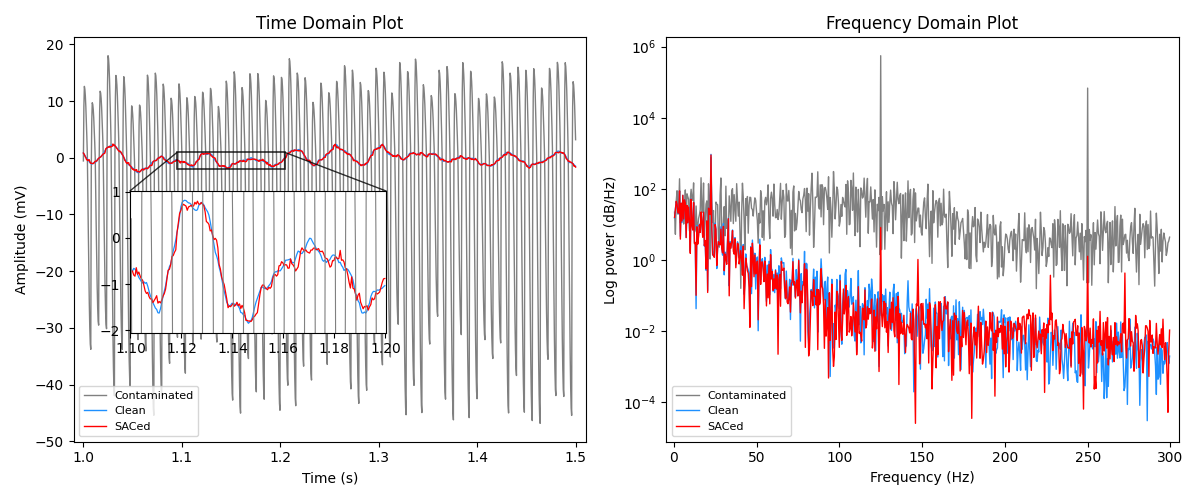 Time Domain Plot
Amplitude (mV)
20
10
0
−10
−20
−30
−40
−50
1
0
−1
−2
1.10 1.12 1.14 1.16 1.18 1.20
Contaminated
Clean
SACed
1.0 1.1 1.2 1.3 1.4 1.5
Time (s)
Frequency Domain Plot
Log power (dB/Hz)
10⁶
10⁴
10²
10⁰
10⁻²
10⁻⁴
Contaminated
Clean
SACed
0 50 100 150 200 250 300
Frequency (Hz)